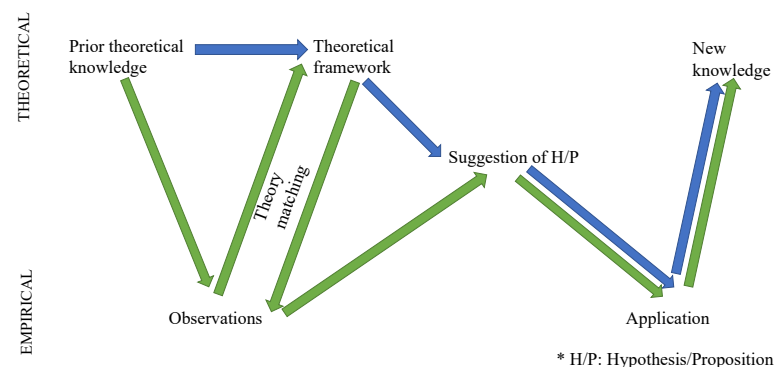 THEORETICAL
Prior theoretical
knowledge
Theoretical
framework
New
knowledge
Suggestion of H/P
Theory
matching
EMPIRICAL
Observations
Application
* H/P: Hypothesis/Proposition